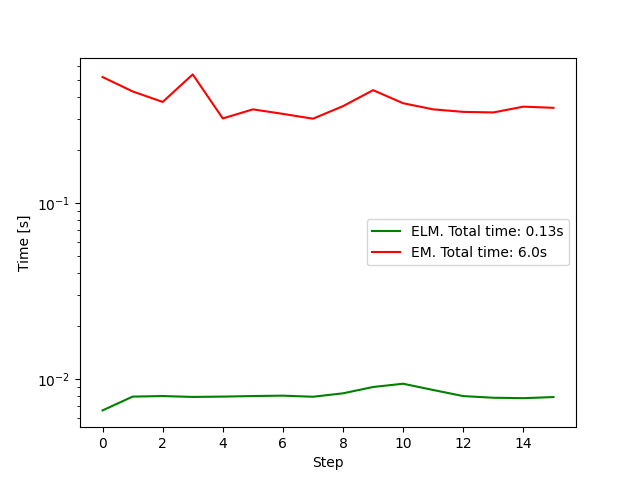 Time [s]
10⁻¹
10⁻²
ELM. Total time: 0.13s
EM. Total time: 6.0s
0 2 4 6 8 10 12 14
Step